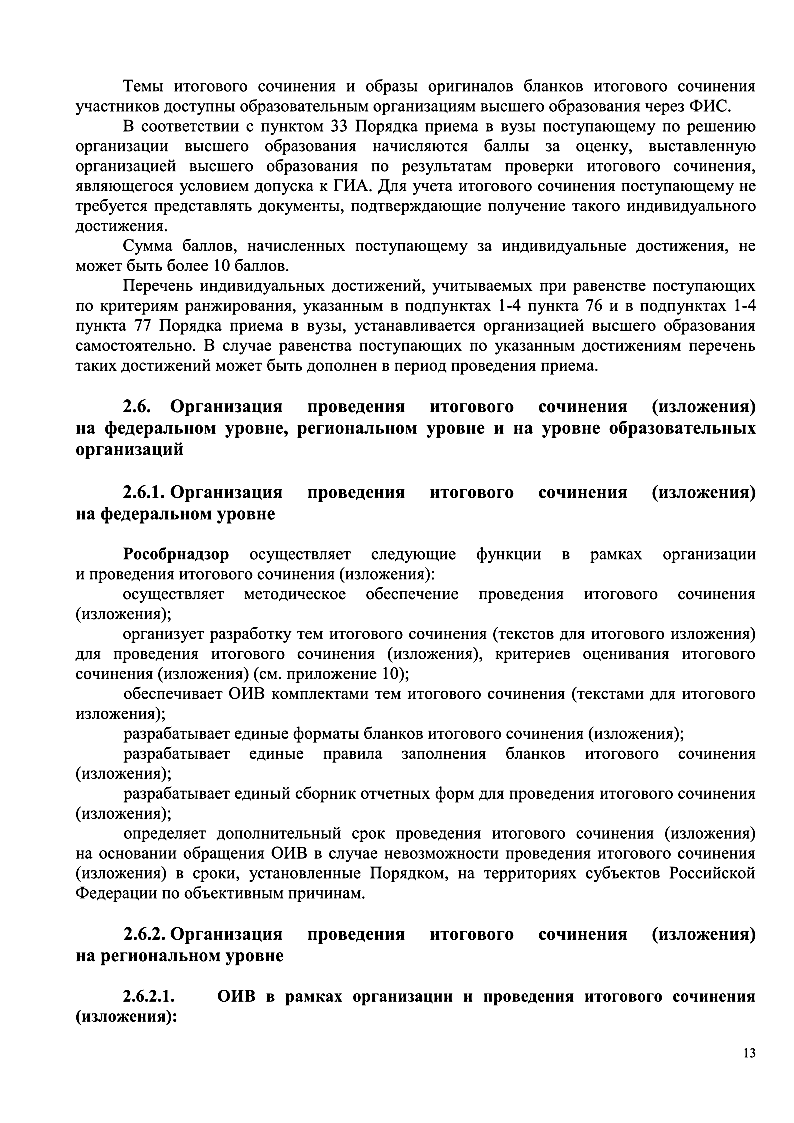 Темы итогового сочинения и образы оригиналов бланков итогового сочинения
участников доступны образовательным организациям высшего образования через ФИС.
В соответствии с пунктом 33 Порядка приема в вузы поступающему по решению
организации высшего образования начисляются баллы за оценку, выставленную
организацией высшего образования по результатам проверки итогового сочинения,
являющегося условием допуска к ГИА. Для учета итогового сочинения поступающему не
требуется представлять документы, подтверждающие получение такого индивидуального
достижения.
Сумма баллов, начисленных поступающему за индивидуальные достижения, не
может быть более 10 баллов.
Перечень индивидуальных достижений, учитываемых при равенстве поступающих
по критериям ранжирования, указанным в подпунктах 1-4 пункта 76 и в подпунктах 1-4
пункта 77 Порядка приема в вузы, устанавливается организацией высшего образования
самостоятельно. В случае равенства поступающих по указанным достижениям перечень
таких достижений может быть дополнен в период проведения приема.
2.6. Организация проведения итогового сочинения (изложения)
на федеральном уровне, региональном уровне и на уровне образовательных
организаций
2.6.1. Организация проведения итогового сочинения (изложения)
на федеральном уровне
Рособрнадзор осуществляет следующие функции в рамках организации
и проведения итогового сочинения (изложения):
осуществляет методическое обеспечение проведения итогового сочинения
(изложения);
организует разработку тем итогового сочинения (текстов для итогового изложения)
для проведения итогового сочинения (изложения), критериев оценивания итогового
сочинения (изложения) (см. приложение 10);
обеспечивает ОИВ комплектами тем итогового сочинения (текстами для итогового
изложения);
разрабатывает единые форматы бланков итогового сочинения (изложения);
разрабатывает единые правила заполнения бланков итогового сочинения
(изложения);
разрабатывает единый сборник отчетных форм для проведения итогового сочинения
(изложения);
определяет дополнительный срок проведения итогового сочинения (изложения)
на основании обращения ОИВ в случае невозможности проведения итогового сочинения
(изложения) в сроки, установленные Порядком, на территориях субъектов Российской
Федерации по объективным причинам.
2.6.2. Организация проведения итогового сочинения (изложения)
на региональном уровне
2.6.2.1. ОИВ в рамках организации и проведения итогового сочинения
(изложения):
13